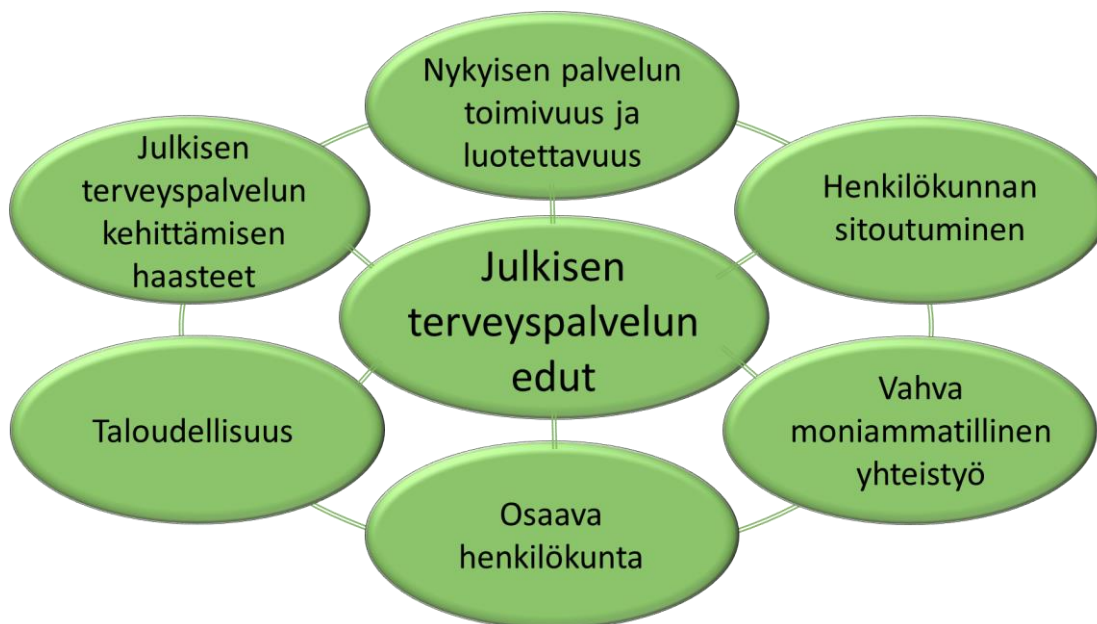 Nykyisen palvelun
toimivuus ja
luotettavuus
Julkisen
terveyspalvelun
kehittämisen
haasteet
Henkilökunnan
sitoutuminen
Julkisen
terveyspalvelun
edut
Taloudellisuus
Vahva
moniammatillinen
yhteistyö
Osaava
henkilökunta